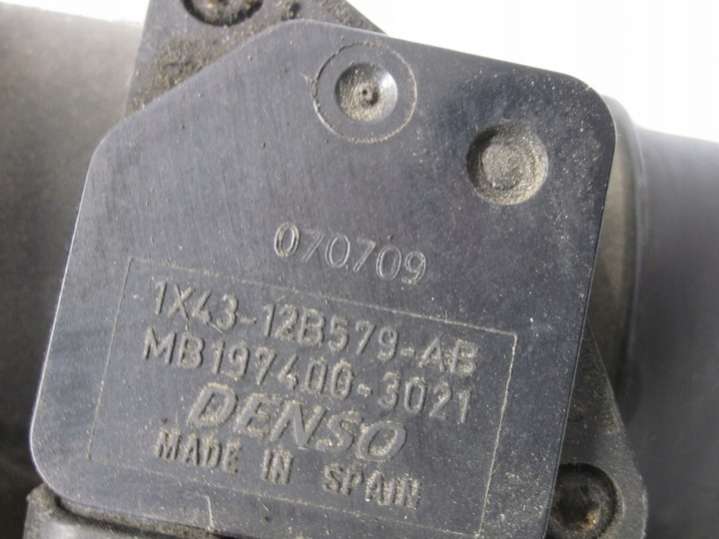 070709
1X43-12B579-AB
MB197400-3021
DENSO
MADE IN SPAIN